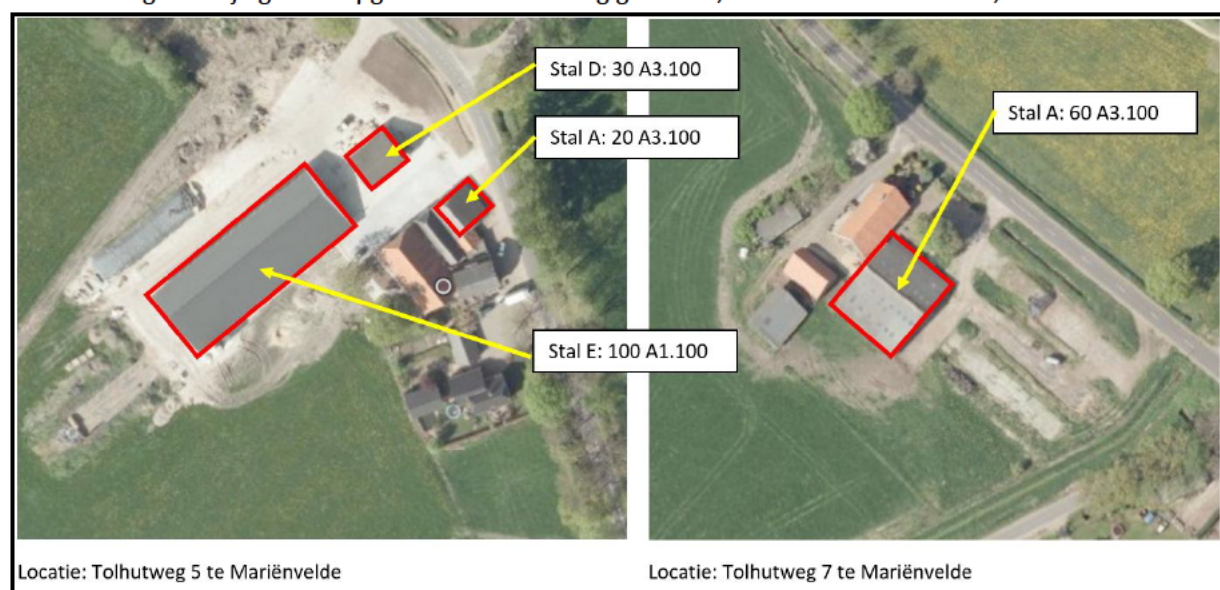 Stal D: 30 A3.100
Stal A: 20 A3.100
Stal E: 100 A1.100
Locatie: Tolhutweg 5 te Mariënvelde
Stal A: 60 A3.100
Locatie: Tolhutweg 7 te Mariënvelde